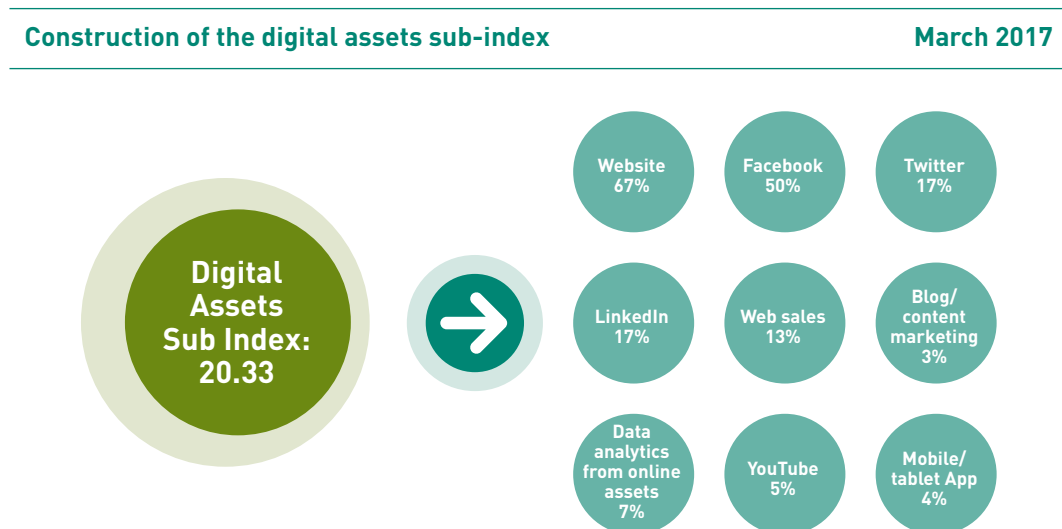 Construction of the digital assets sub-index
March 2017
Digital
Assets
Sub Index:
20.33
Website
67%
Facebook
50%
Twitter
17%
LinkedIn
17%
Web sales
13%
Blog/
content
marketing
3%
Data
analytics
from online
assets
7%
YouTube
5%
Mobile/
tablet App
4%